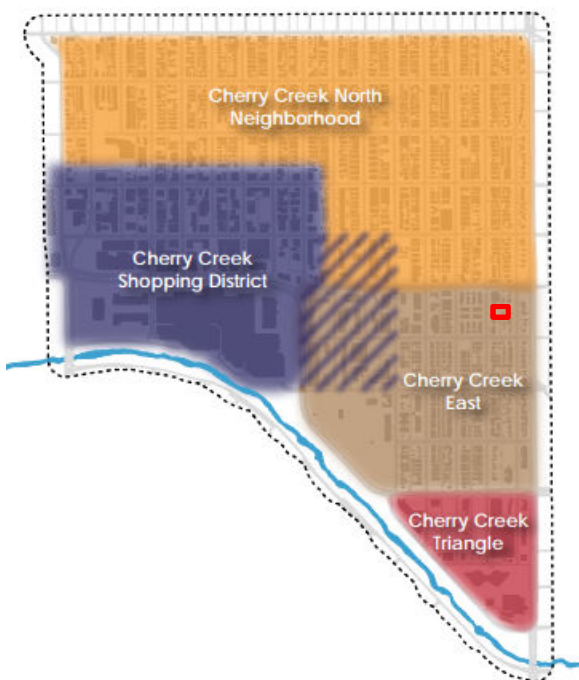 Cherry Creek North
Neighborhood
Cherry Creek
Shopping District
Cherry Creek
East
Cherry Creek
Triangle